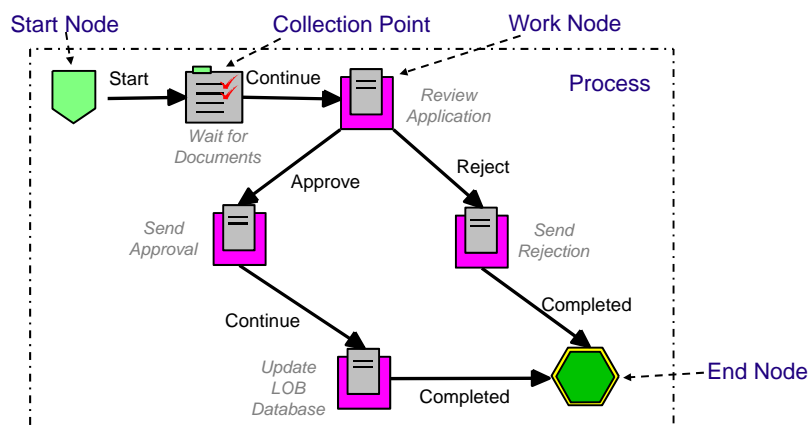 Start Node
Collection Point
Work Node
Start
Continue
Process
Review
Application
Wait for
Documents
Approve
Reject
Send
Approval
Send
Rejection
Continue
Completed
Update
LOB
Database
Completed
End Node